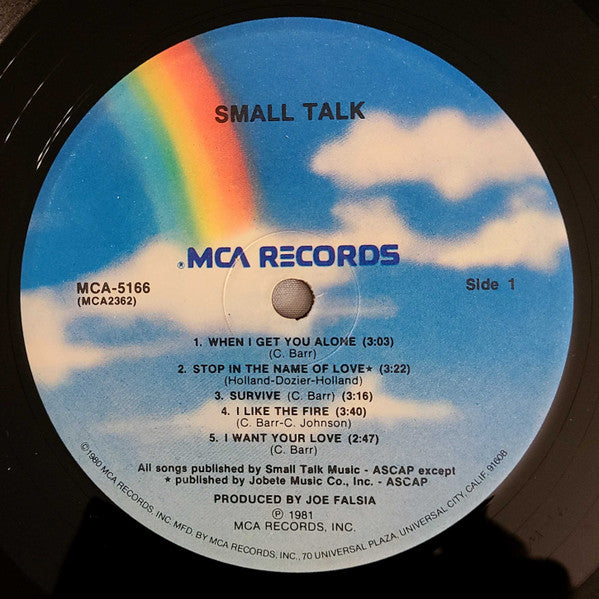 SMALL TALK
®MCA RECORDS
MCA-5166
(MCA2362)
Side 1
1. WHEN I GET YOU ALONE (3:03)
(C. Barr)
2. STOP IN THE NAME OF LOVE★ (3:22)
(Holland-Dozier-Holland)
3. SURVIVE (C. Barr) (3:16)
4. I LIKE THE FIRE (3:40)
(C. Barr-C. Johnson)
5. I WANT YOUR LOVE (2:47)
(C. Barr)
All songs published by Small Talk Music - ASCAP except
★ published by Jobete Music Co., Inc. - ASCAP
PRODUCED BY JOE FALSIA
℗ 1981
MCA RECORDS, INC.
©1980 MCA RECORDS, INC. MFD. BY MCA RECORDS, INC., 70 UNIVERSAL PLAZA, UNIVERSAL CITY, CALIF. 91608